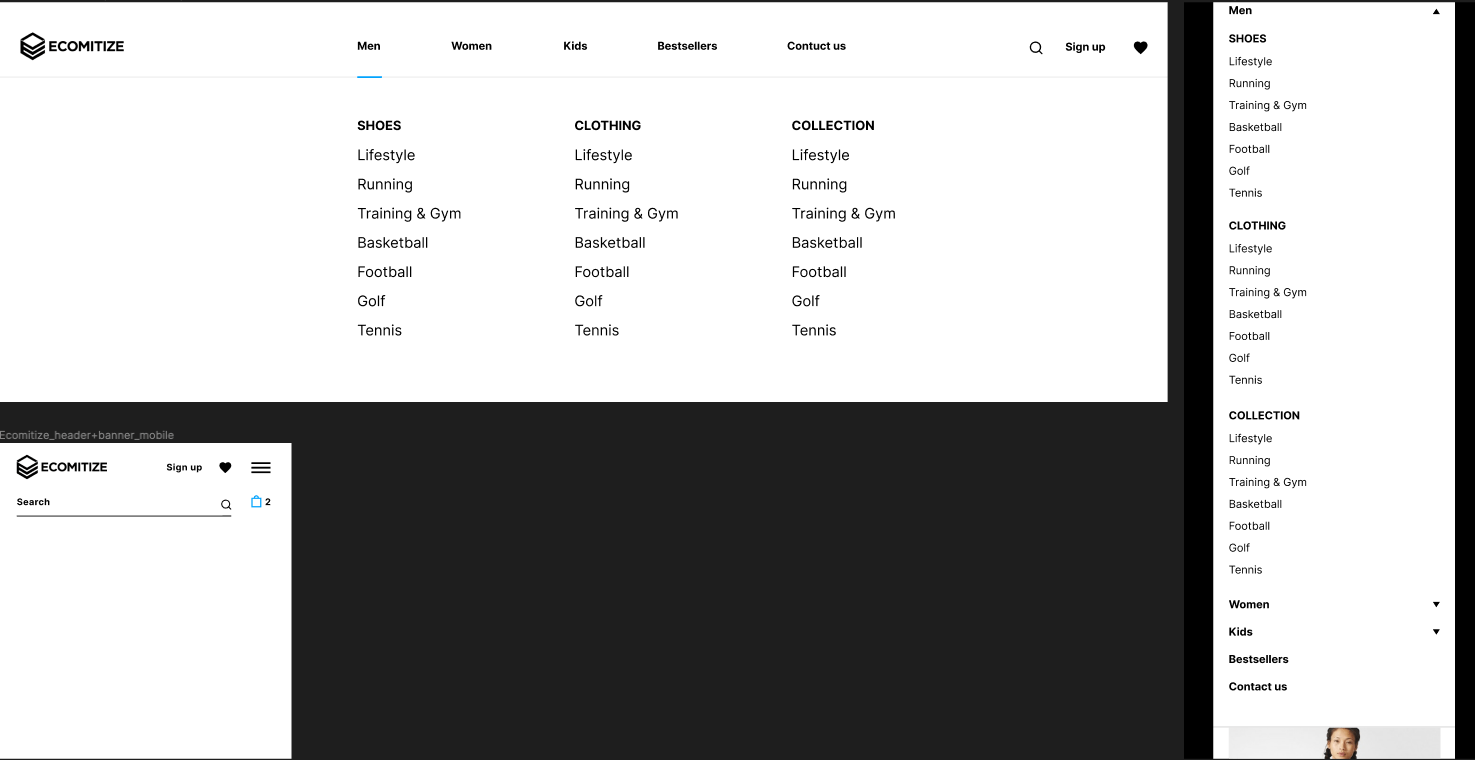 ECOMITIZE
Men Women Kids Bestsellers Contuct us Sign up
SHOES CLOTHING COLLECTION
Lifestyle Lifestyle Lifestyle
Running Running Running
Training & Gym Training & Gym Training & Gym
Basketball Basketball Basketball
Football Football Football
Golf Golf Golf
Tennis Tennis Tennis
Ecomitize_header+banner_mobile
ECOMITIZE Sign up
Search 2
Men
SHOES
Lifestyle
Running
Training & Gym
Basketball
Football
Golf
Tennis
CLOTHING
Lifestyle
Running
Training & Gym
Basketball
Football
Golf
Tennis
COLLECTION
Lifestyle
Running
Training & Gym
Basketball
Football
Golf
Tennis
Women
Kids
Bestsellers
Contact us